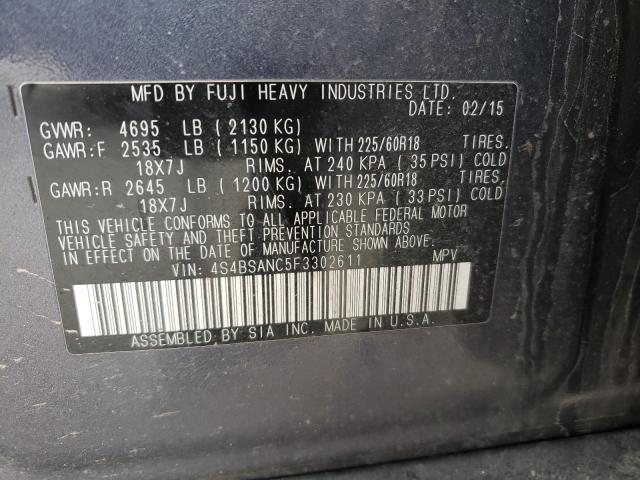 MFD BY FUJI HEAVY INDUSTRIES LTD.
DATE: 02/15
GVWR: 4695 LB (2130 KG)
GAWR:F 2535 LB (1150 KG) WITH 225/60R18 TIRES.
18X7J RIMS. AT 240 KPA (35 PSI) COLD
GAWR:R 2645 LB (1200 KG) WITH 225/60R18 TIRES.
18X7J RIMS. AT 230 KPA (33 PSI) COLD
THIS VEHICLE CONFORMS TO ALL APPLICABLE FEDERAL MOTOR
VEHICLE SAFETY AND THEFT PREVENTION STANDARDS
IN EFFECT ON DATE OF MANUFACTURE SHOWN ABOVE.
VIN: 4S4BSANC5F3302611 MPV
ASSEMBLED BY SIA INC. MADE IN U.S.A.